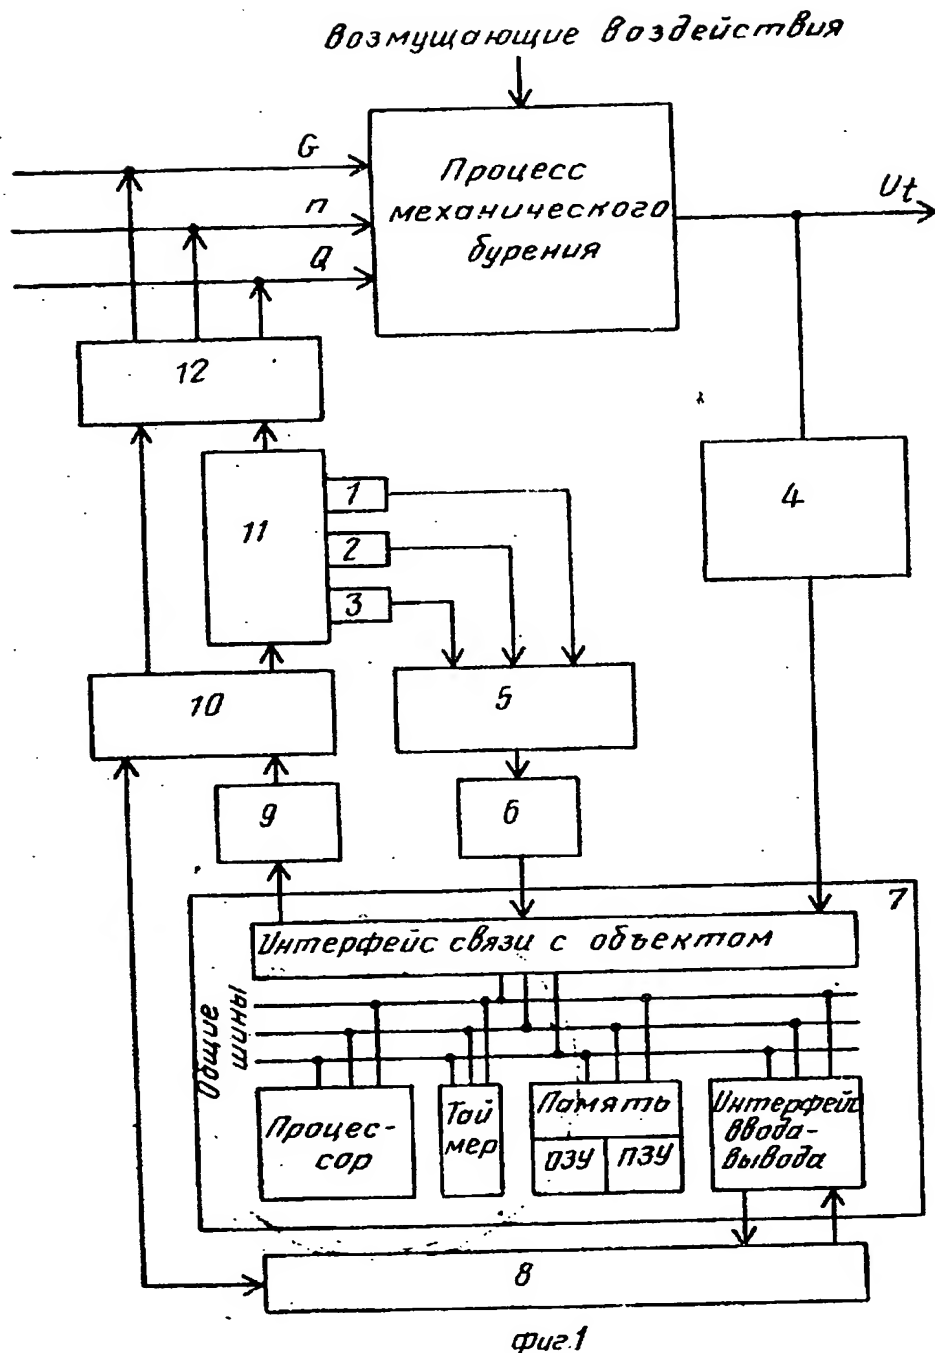 возмущающие воздействия
G
n
Q
Процесс
механического
бурения
Ut
12
11
1
2
3
4
10
5
9
6
7
Интерфейс связи с объектом
Общие
шины
Процес-
сор
Тай
мер
Память
ОЗУ
ПЗУ
Интерфейс
ввода-
вывода
8
фиг.1